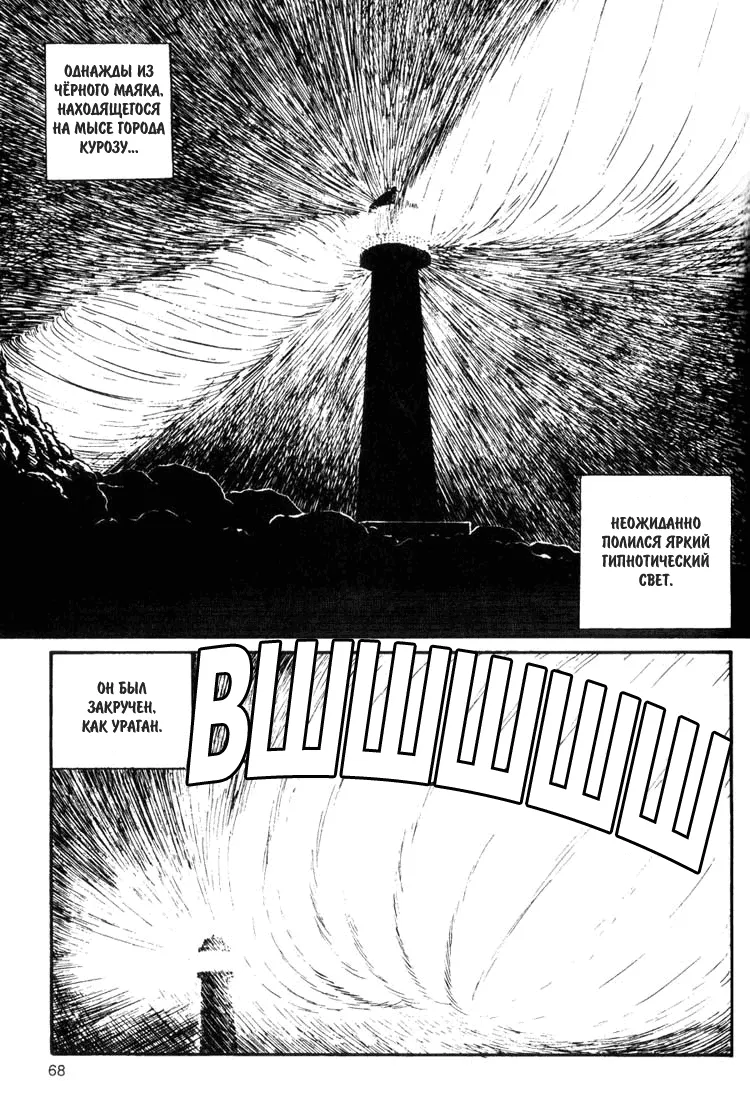 ОДНАЖДЫ ИЗ
ЧЁРНОГО МАЯКА,
НАХОДЯЩЕГОСЯ
НА МЫСЕ ГОРОДА
КУРОЗУ...
НЕОЖИДАННО
ПОЛИЛСЯ ЯРКИЙ
ГИПНОТИЧЕСКИЙ
СВЕТ.
ОН БЫЛ
ЗАКРУЧЕН,
КАК УРАГАН.
ВШШШШШ
68